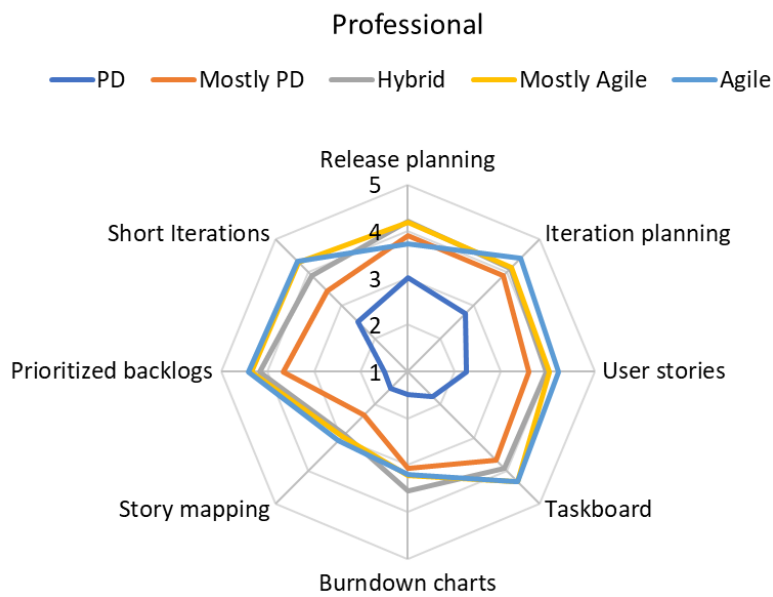 Professional
PD Mostly PD Hybrid Mostly Agile Agile
Release planning
5
Short Iterations
4
Iteration planning
3
2
Prioritized backlogs
1
User stories
Story mapping
Taskboard
Burndown charts